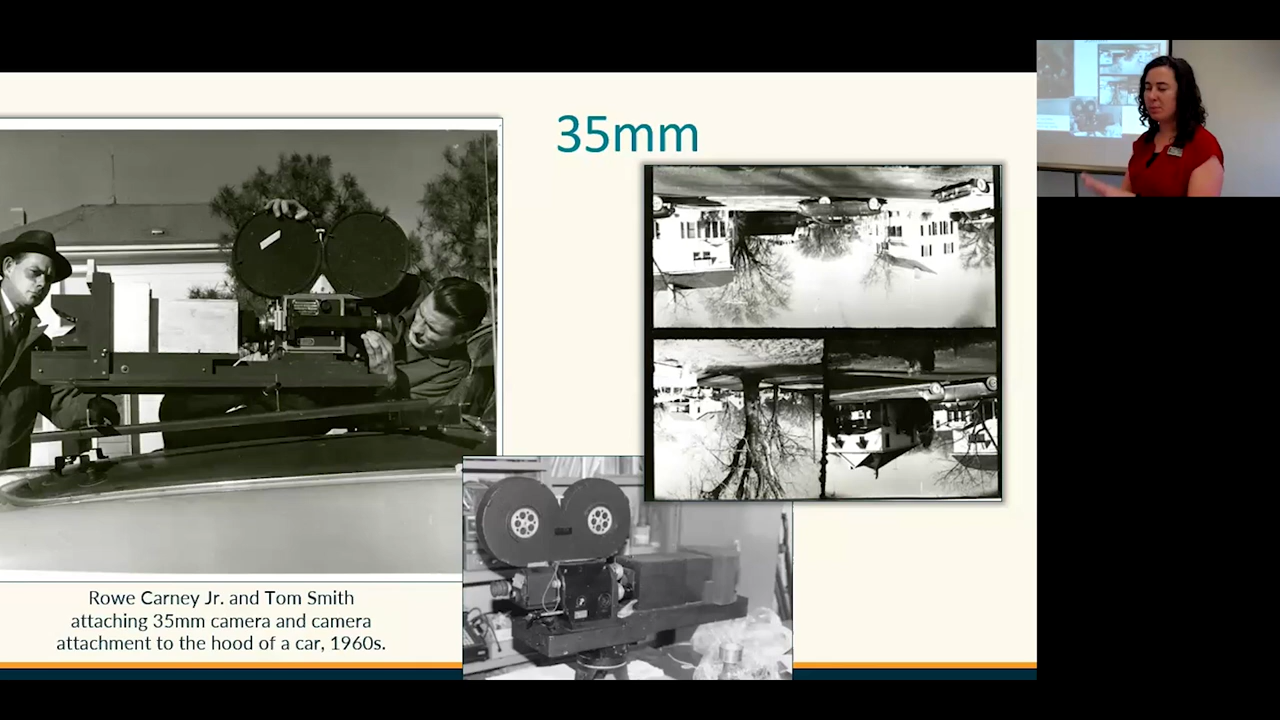 35mm
Rowe Carney Jr. and Tom Smith
attaching 35mm camera and camera
attachment to the hood of a car, 1960s.